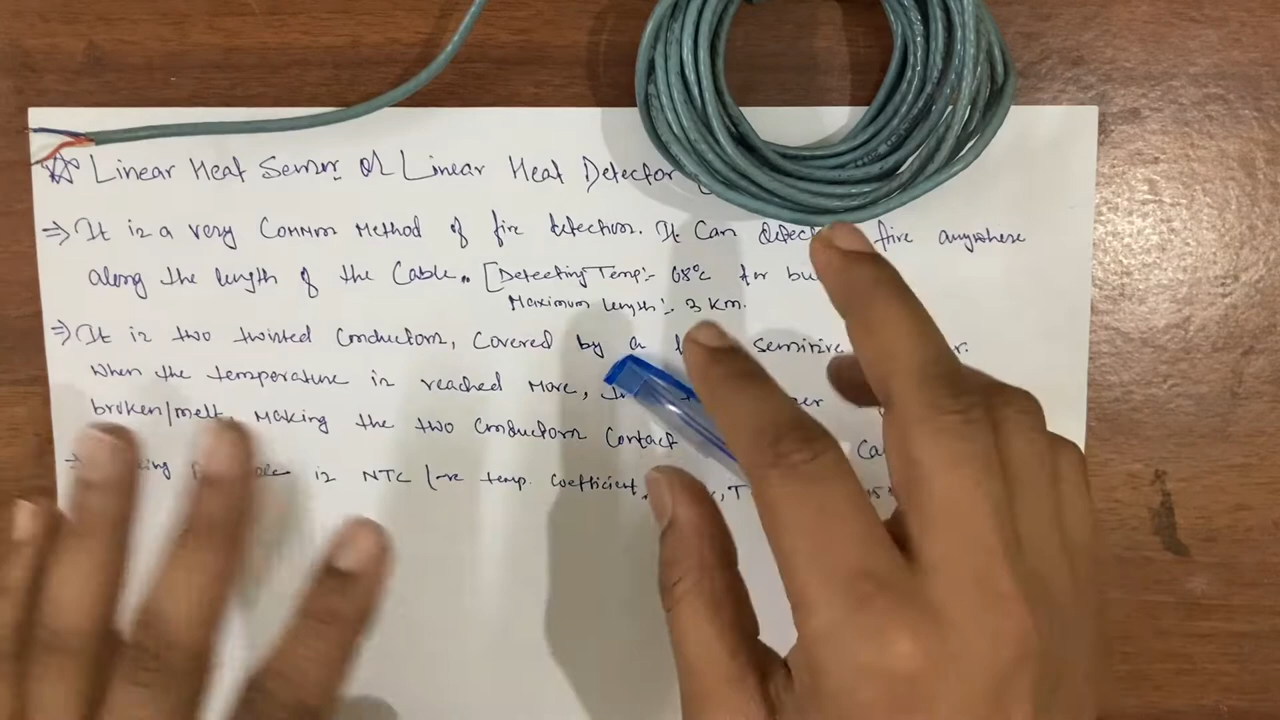 ☆ Linear Heat Sensor or Linear Heat Detector
⇒ It is a very Common Method of fire detection. It Can detect fire anywhere
along the length of the Cable. [Detecting Temp:- 68°c for
Maximum length:- 3 Km.
⇒ It is two twisted Conductors, Covered by a sensitive
When the temperature is reached More,
broken/melt, Making the two Conductors Contact
is NTC (-ve temp. coefficient,